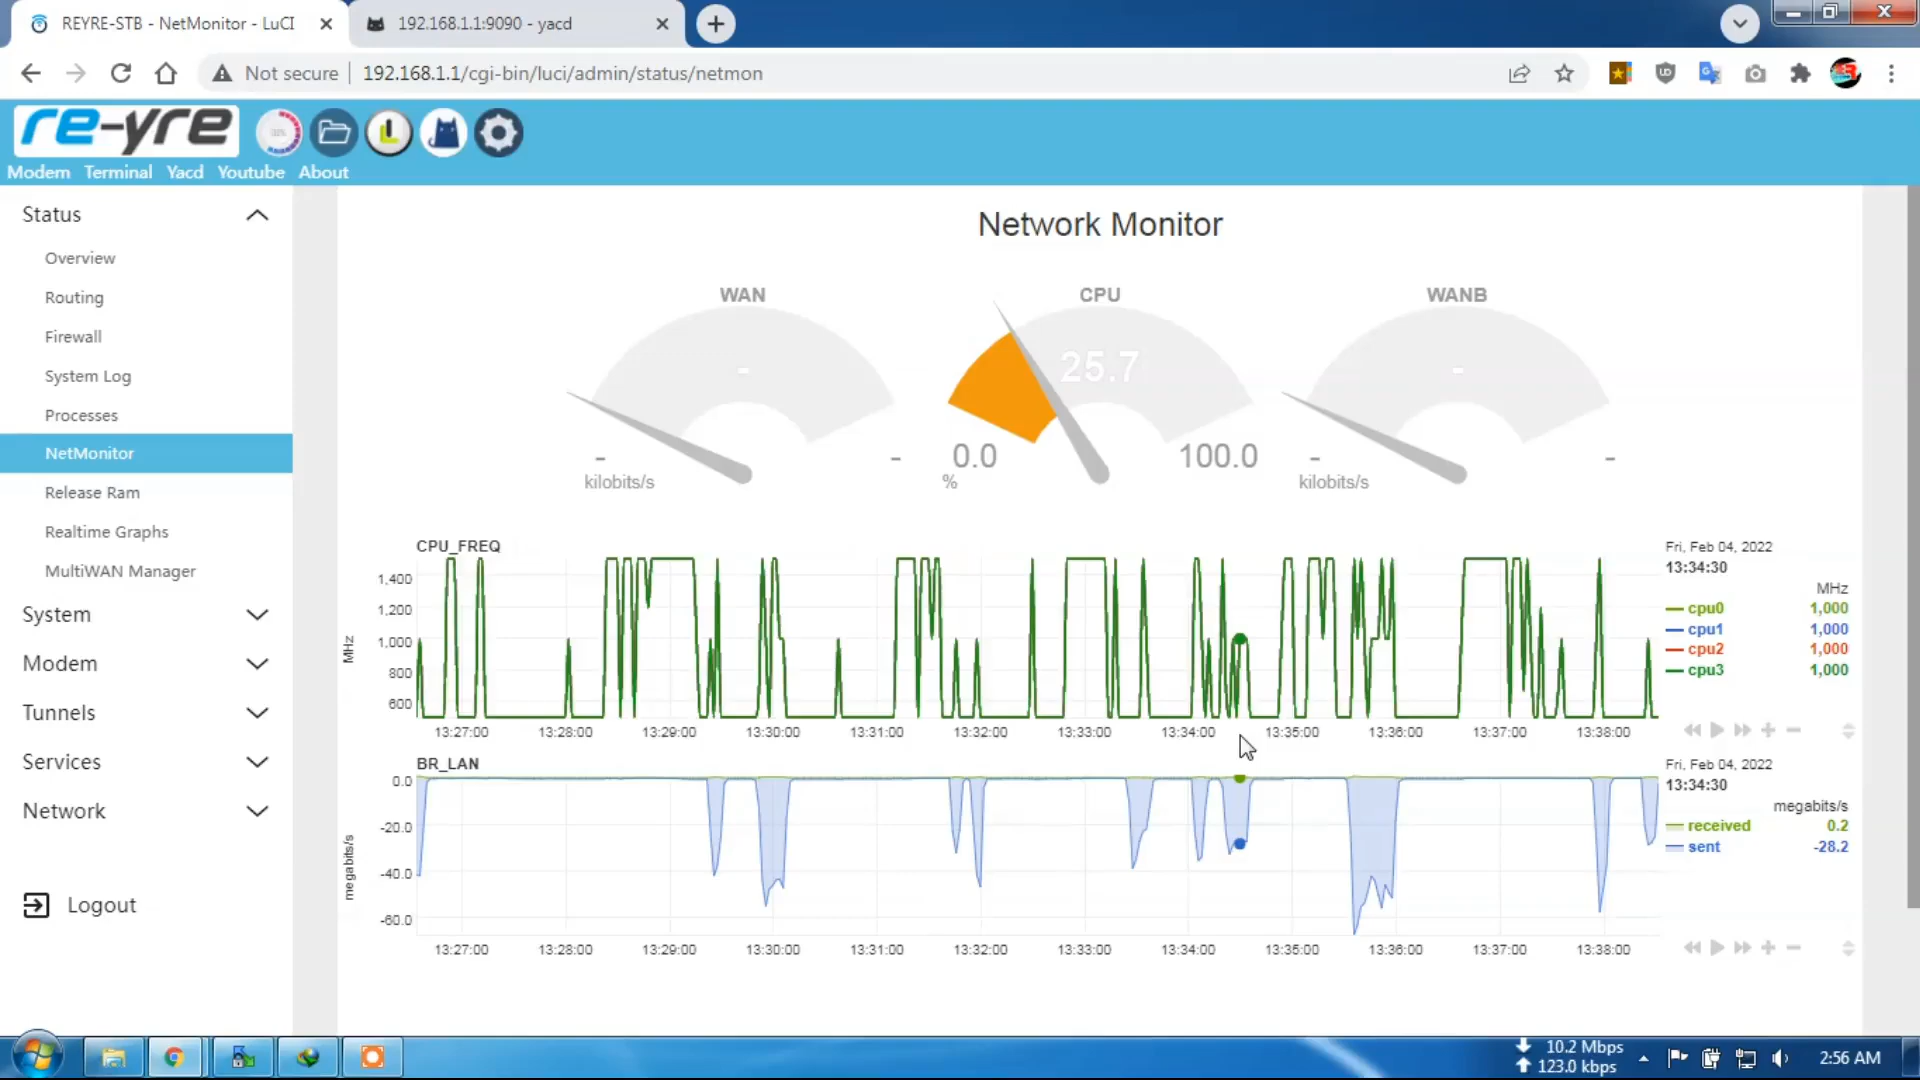 REYRE-STB - NetMonitor - LuCI
192.168.1.1:9090 - yacd
Not secure
192.168.1.1/cgi-bin/luci/admin/status/netmon
re-yre
Modem Terminal Yacd Youtube About
Status
Overview
Routing
Firewall
System Log
Processes
NetMonitor
Release Ram
Realtime Graphs
MultiWAN Manager
System
Modem
Tunnels
Services
Network
Logout
Network Monitor
WAN
-
- -
kilobits/s
CPU
25.7
0.0 100.0
%
WANB
-
- -
kilobits/s
CPU_FREQ
MHz
1,400
1,200
1,000
800
600
13:27:00 13:28:00 13:29:00 13:30:00 13:31:00 13:32:00 13:33:00 13:34:00 13:35:00 13:36:00 13:37:00 13:38:00
Fri, Feb 04, 2022
13:34:30
MHz
cpu0 1,000
cpu1 1,000
cpu2 1,000
cpu3 1,000
BR_LAN
megabits/s
0.0
-20.0
-40.0
-60.0
13:27:00 13:28:00 13:29:00 13:30:00 13:31:00 13:32:00 13:33:00 13:34:00 13:35:00 13:36:00 13:37:00 13:38:00
Fri, Feb 04, 2022
13:34:30
megabits/s
received 0.2
sent -28.2
10.2 Mbps
123.0 kbps
2:56 AM